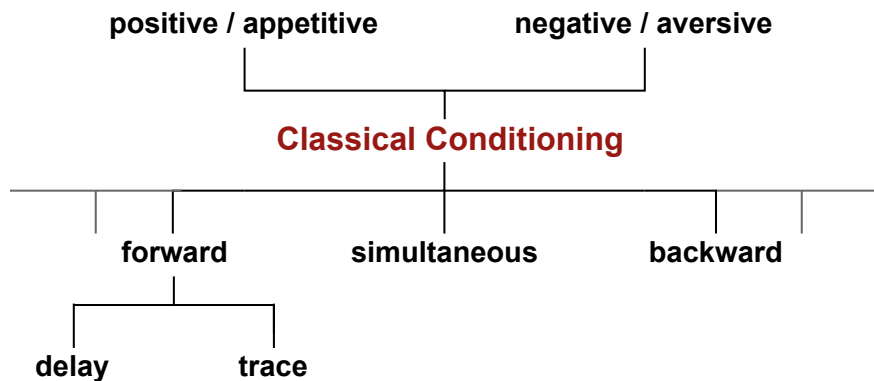 positive / appetitive negative / aversive
Classical Conditioning
forward simultaneous backward
delay trace